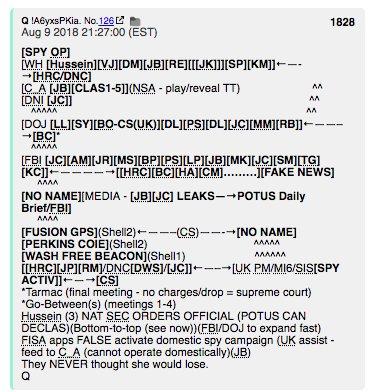 Q !A6yxsPKia. No.126
1828
Aug 9 2018 21:27:00 (EST)
[SPY OP]
[WH [Hussein][VJ][DM][JB][RE][[[JK]]][SP][KM]]←—-
→[HRC/DNC]
[C_A [JB][CLAS1-5]](NSA - play/reveal TT) ^^
[DNI [JC]] ^^
^^^^^ ^^
[DOJ [LL][SY][BO-CS(UK)][DL][PS][DL][JC][MM][RB]]←———–
→[BC]*
^^^^^
[FBI [JC][AM][JR][MS][BP][PS][LP][JB][MK][JC][SM][TG]
[KC]]←————–→[[HRC][BC][HA][CM]………][FAKE NEWS]
^^^^
[NO NAME][MEDIA - [JB][JC] LEAKS—→POTUS Daily
Brief/FBI]
^^^^
[FUSION GPS](Shell2)←———(CS)—-→[NO NAME]
[PERKINS COIE](Shell2) ^^^^^
[WASH FREE BEACON](Shell1) ^^^^^^
[[HRC][JP][RM]/DNC[DWS]/[JC]]←—–→[UK PM/MI6/SIS[SPY
ACTIV]]←—→[CS]
*Tarmac (final meeting - no charges/drop = supreme court)
*Go-Between(s) (meetings 1-4)
Hussein (3) NAT SEC ORDERS OFFICIAL (POTUS CAN
DECLAS)(Bottom-to-top (see now))(FBI/DOJ to expand fast)
FISA apps FALSE activate domestic spy campaign (UK assist -
feed to C_A (cannot operate domestically)(JB)
They NEVER thought she would lose.
Q